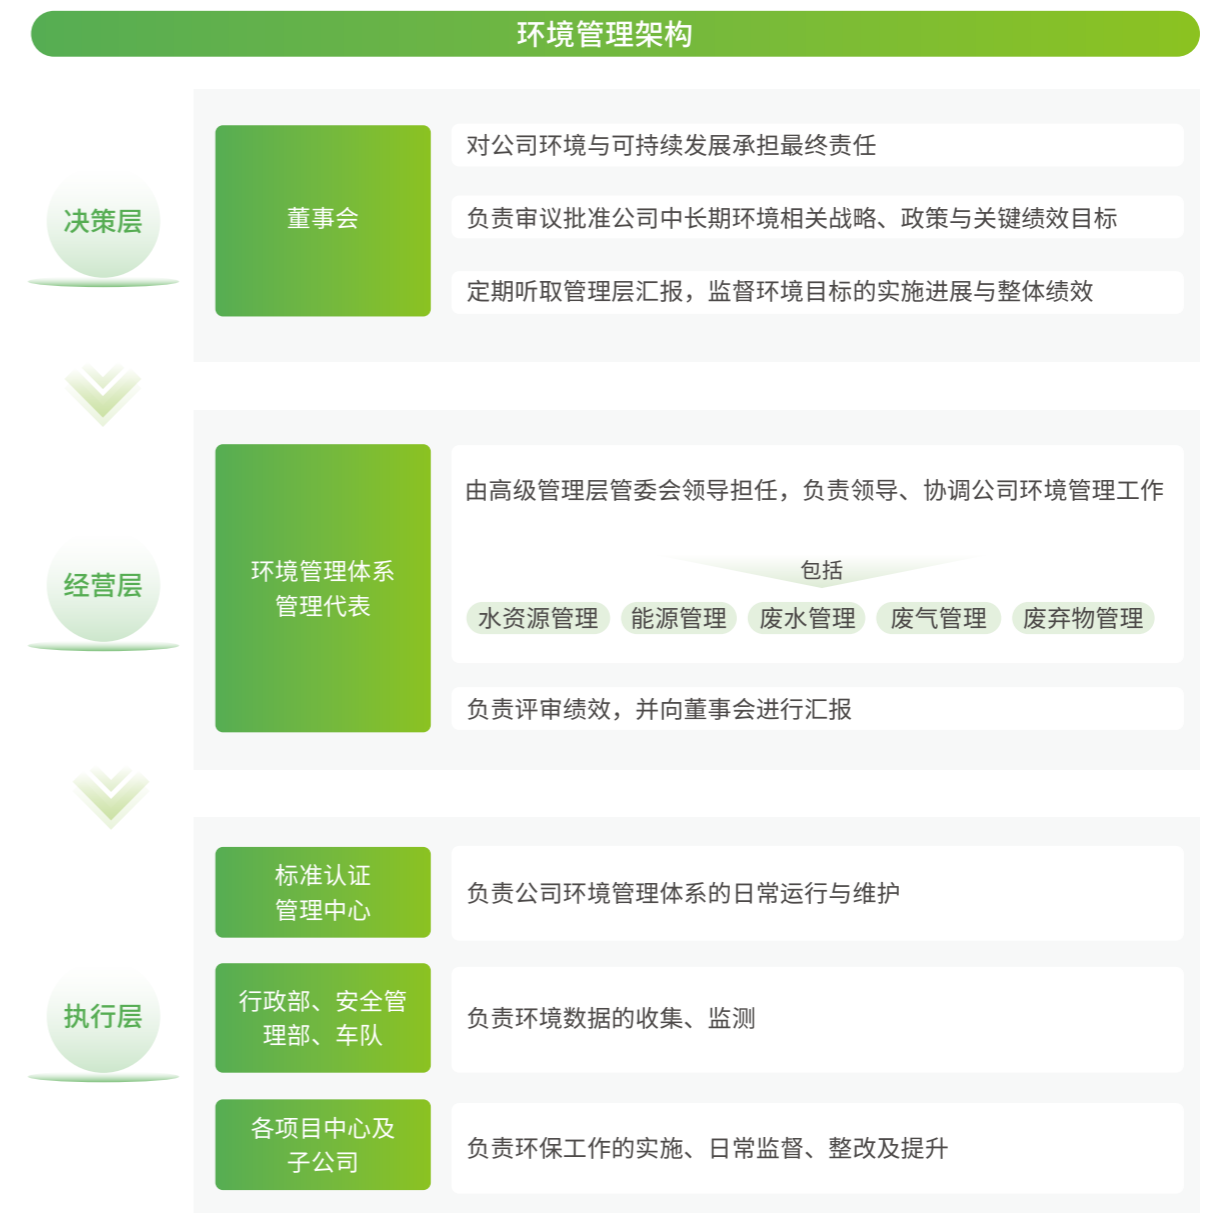 环境管理架构
决策层
董事会
对公司环境与可持续发展承担最终责任
负责审议批准公司中长期环境相关战略、政策与关键绩效目标
定期听取管理层汇报，监督环境目标的实施进展与整体绩效
经营层
环境管理体系
管理代表
由高级管理层管委会领导担任，负责领导、协调公司环境管理工作
包括
水资源管理 能源管理 废水管理 废气管理 废弃物管理
负责评审绩效，并向董事会进行汇报
执行层
标准认证
管理中心
负责公司环境管理体系的日常运行与维护
行政部、安全管
理部、车队
负责环境数据的收集、监测
各项目中心及
子公司
负责环保工作的实施、日常监督、整改及提升